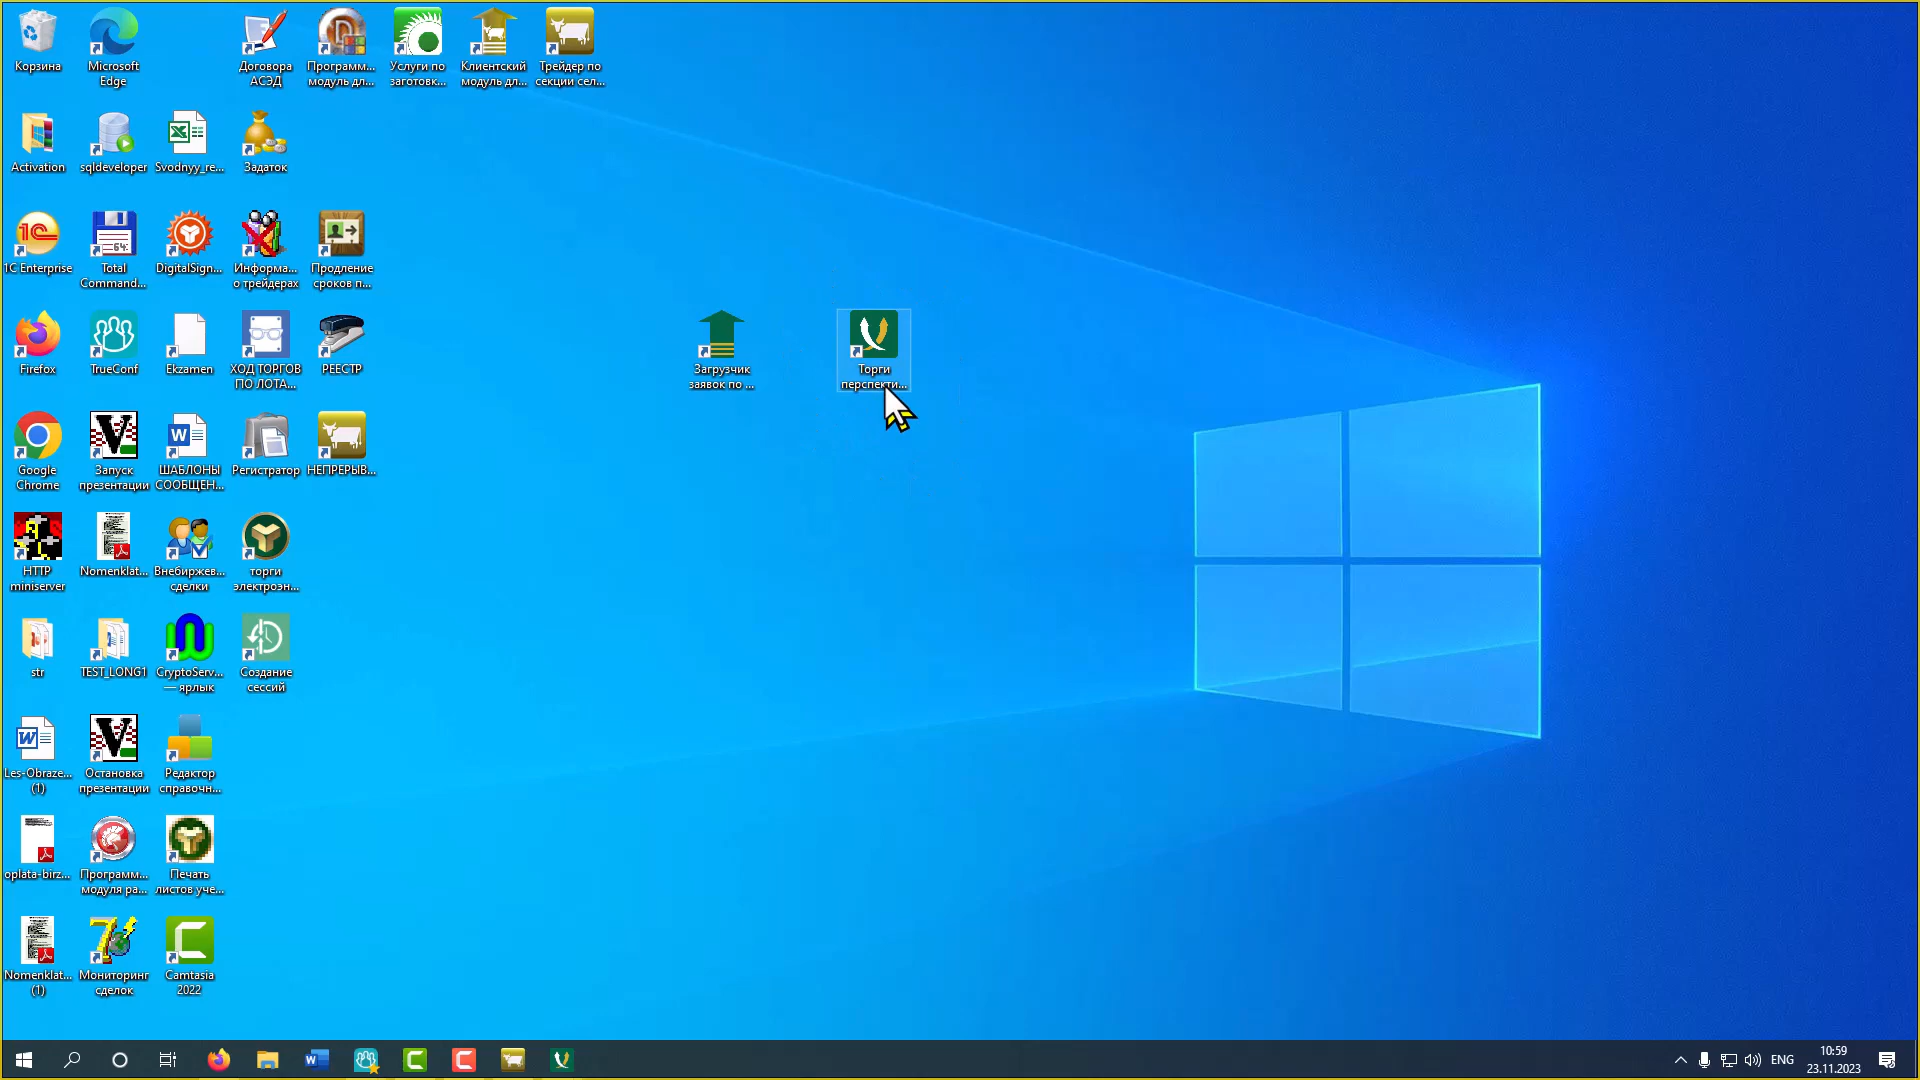 Корзина
Microsoft
Edge
Договора
АСЭД
Программ...
модуль дл...
Услуги по
заготовк...
Клиентский
модуль дл...
Трейдер по
секции сел...
Activation
sqldeveloper
Svodnyy_re...
Задаток
1C Enterprise
Total
Command...
DigitalSign...
Информа...
о трейдерах
Продление
сроков п...
Firefox
TrueConf
Ekzamen
ХОД ТОРГОВ
ПО ЛОТА...
РЕЕСТР
Загрузчик
заявок по ...
Торги
перспекти...
Google
Chrome
Запуск
презентации
ШАБЛОНЫ
СООБЩЕН...
Регистратор
НЕПРЕРЫВ...
HTTP
miniserver
Nomenklat...
Внебиржев...
сделки
торги
электроэн...
str
TEST_LONG1
CryptoServ...
— ярлык
Создание
сессий
Les-Obraze...
(1)
Остановка
презентации
Редактор
справочн...
oplata-birz...
Программ...
модуля ра...
Печать
листов уче...
Nomenklat...
(1)
Мониторинг
сделок
Camtasia
2022
ENG
10:59
23.11.2023